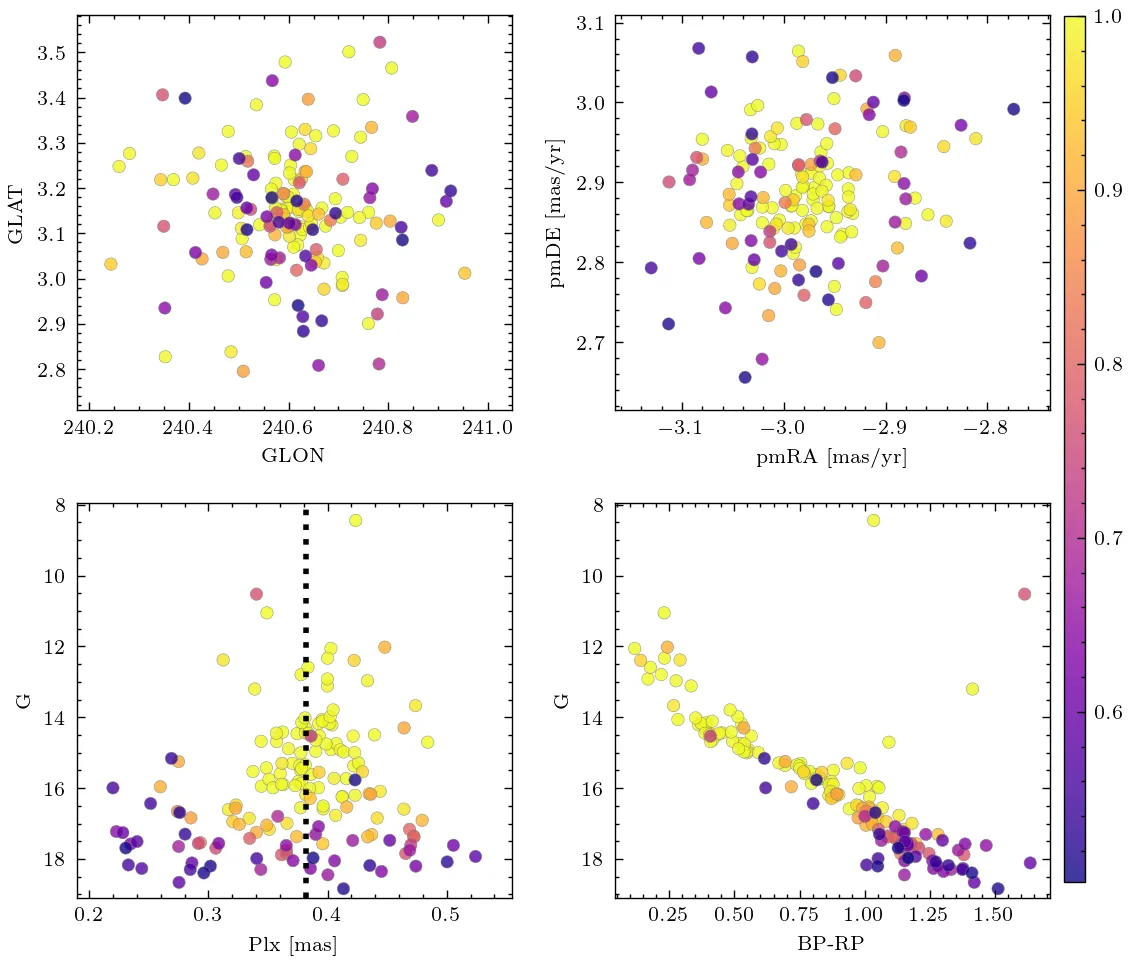 3.5
3.4
3.3
3.2
3.1
3.0
2.9
2.8
GLAT
240.2 240.4 240.6 240.8 241.0
GLON
3.1
3.0
2.9
2.8
2.7
pmDE [mas/yr]
−3.1 −3.0 −2.9 −2.8
pmRA [mas/yr]
1.0
0.9
0.8
0.7
0.6
8
10
12
14
16
18
G
0.2 0.3 0.4 0.5
Plx [mas]
8
10
12
14
16
18
G
0.25 0.50 0.75 1.00 1.25 1.50
BP-RP